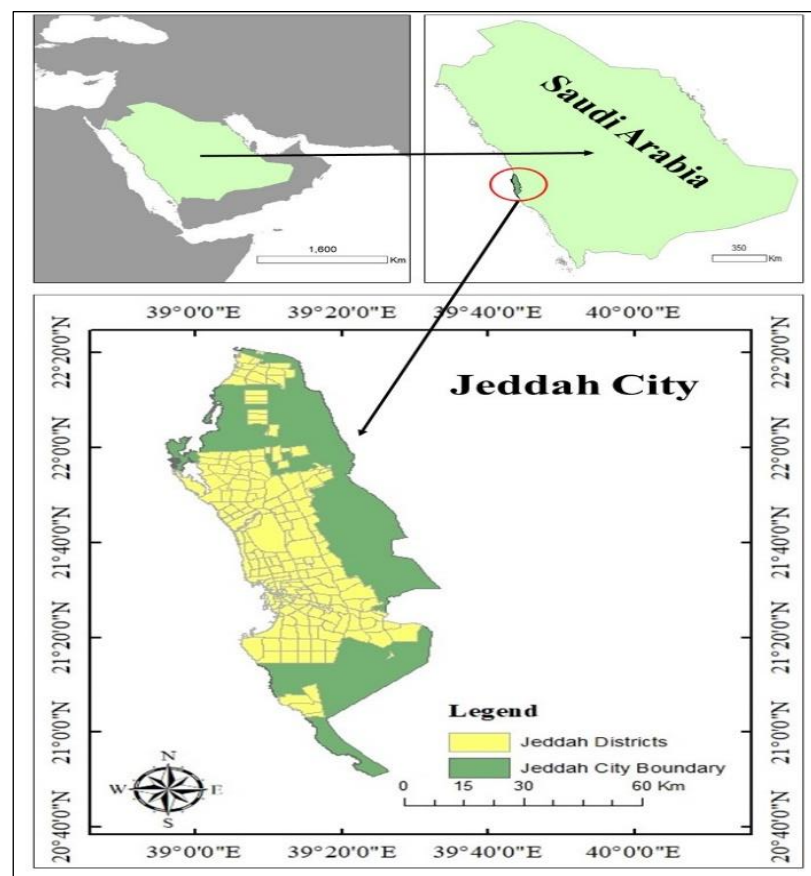 1,600
Km
Saudi Arabia
350
Km
39°0'0"E 39°20'0"E 39°40'0"E 40°0'0"E
Jeddah City
22°20'0"N 22°20'0"N
22°0'0"N 22°0'0"N
21°40'0"N 21°40'0"N
21°20'0"N 21°20'0"N
21°0'0"N 21°0'0"N
20°40'0"N 20°40'0"N
Legend
Jeddah Districts
Jeddah City Boundary
0 15 30 60 Km
N
W E
S
39°0'0"E 39°20'0"E 39°40'0"E 40°0'0"E